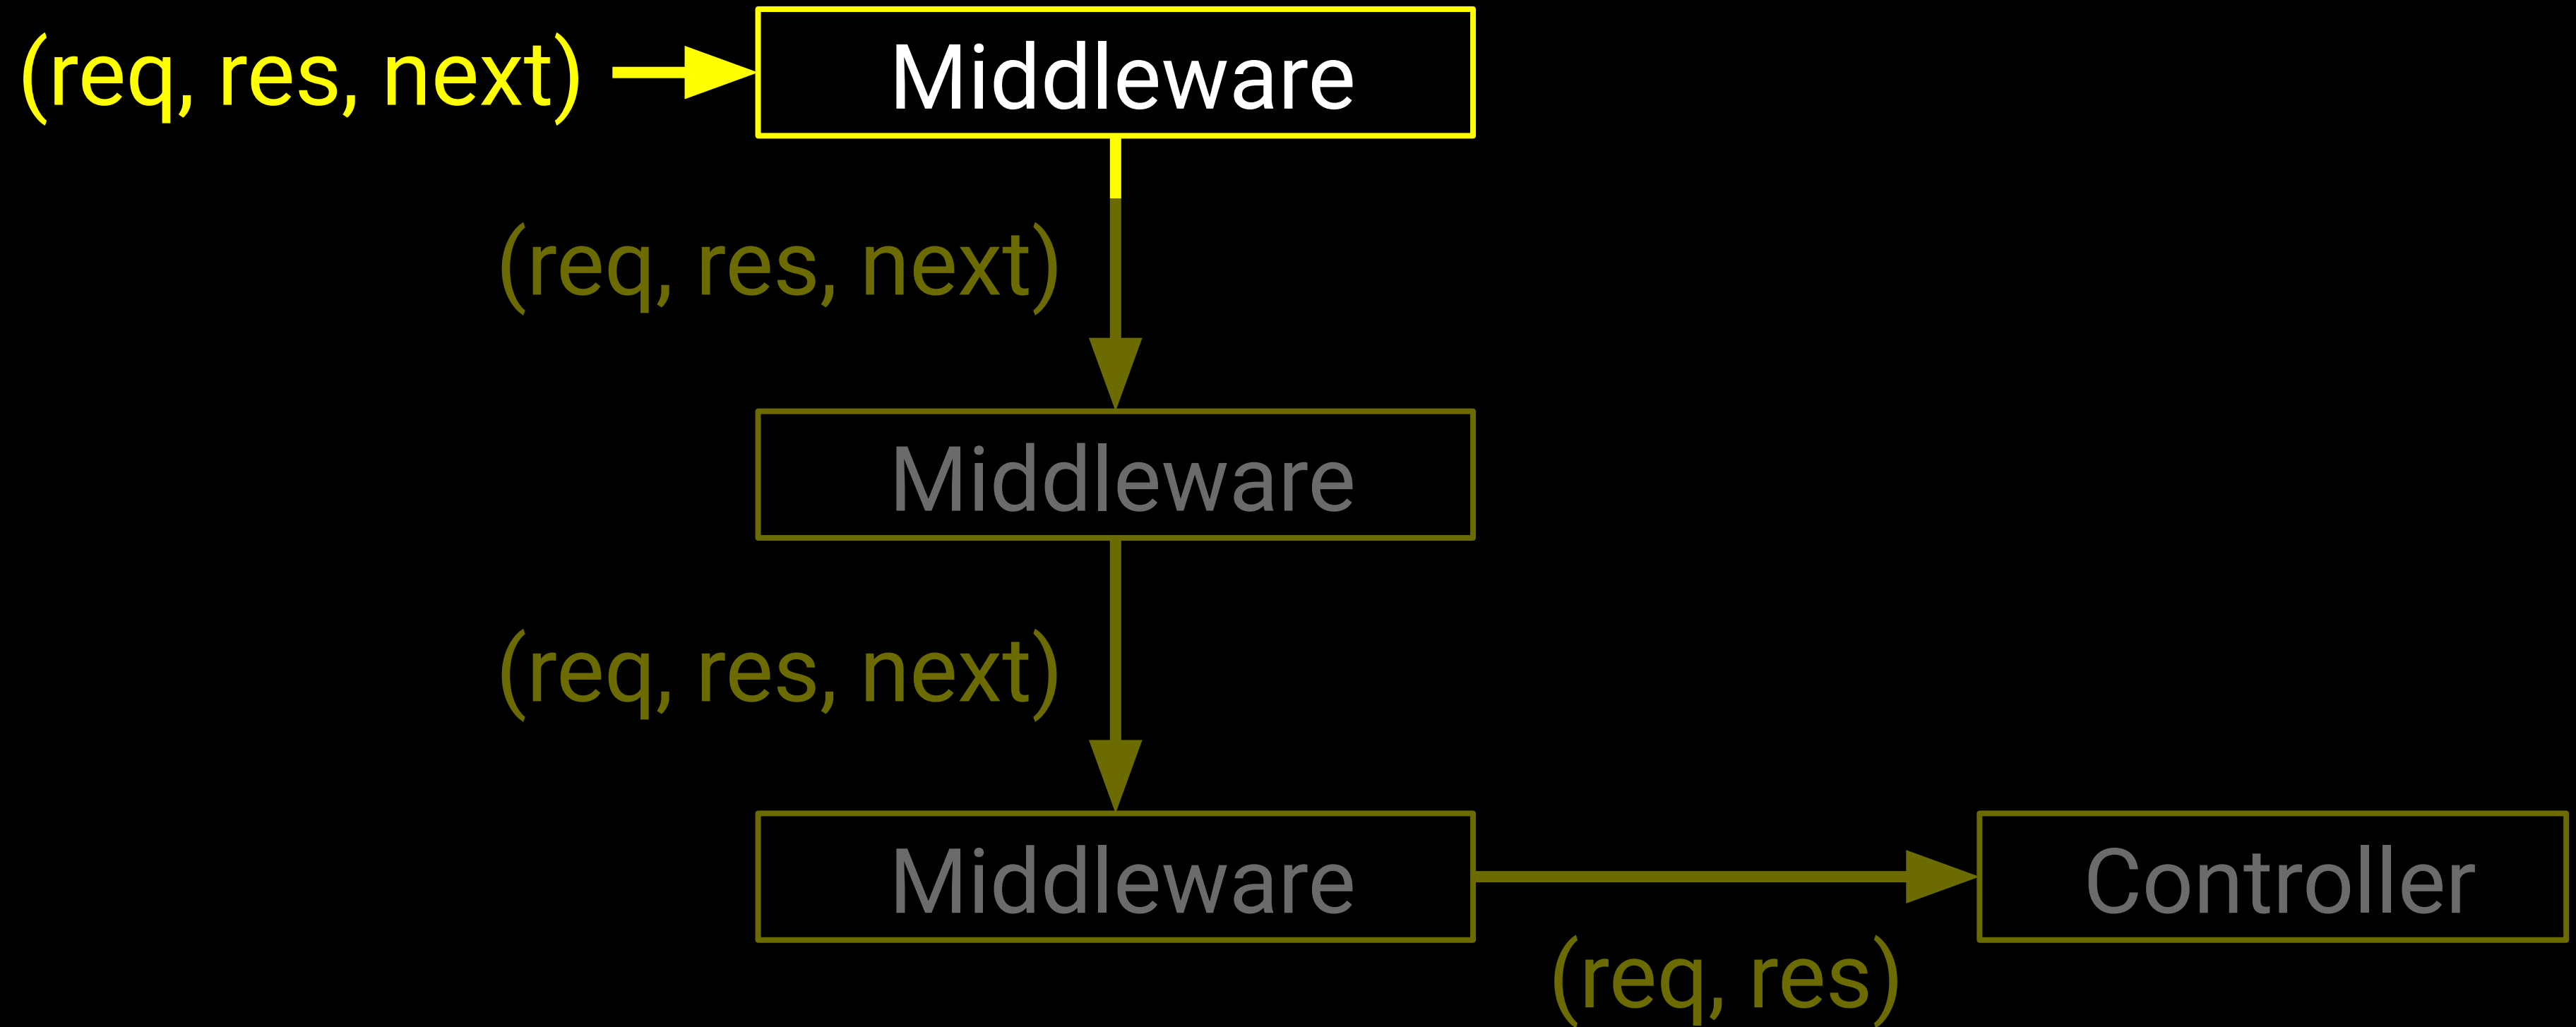 (req, res, next)
Middleware
(req, res, next)
Middleware
(req, res, next)
Middleware
Controller
(req, res)